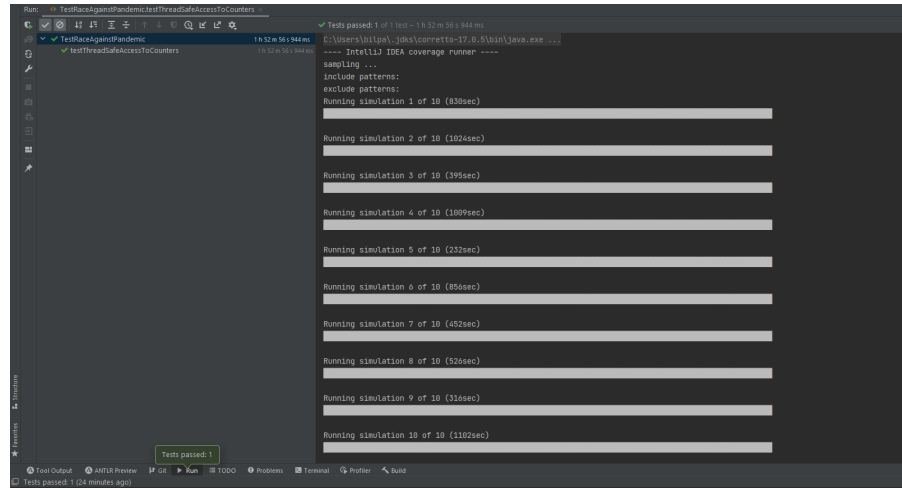 Run: TestRaceAgainstPandemic.testThreadSafeAccessToCounters ×
Tests passed: 1 of 1 test – 1 h 52 m 56 s 944 ms
TestRaceAgainstPandemic 1 h 52 m 56 s 944 ms
testThreadSafeAccessToCounters 1 h 52 m 56 s 944 ms
C:\Users\bilpa\.jdks\corretto-17.0.5\bin\java.exe ...
---- IntelliJ IDEA coverage runner ----
sampling ...
include patterns:
exclude patterns:
Running simulation 1 of 10 (830sec)
Running simulation 2 of 10 (1024sec)
Running simulation 3 of 10 (395sec)
Running simulation 4 of 10 (1009sec)
Running simulation 5 of 10 (232sec)
Running simulation 6 of 10 (856sec)
Running simulation 7 of 10 (452sec)
Running simulation 8 of 10 (526sec)
Running simulation 9 of 10 (316sec)
Running simulation 10 of 10 (1102sec)
Structure
Favorites
Tests passed: 1
Tool Output ANTLR Preview Git Run TODO Problems Terminal Profiler Build
Tests passed: 1 (24 minutes ago)